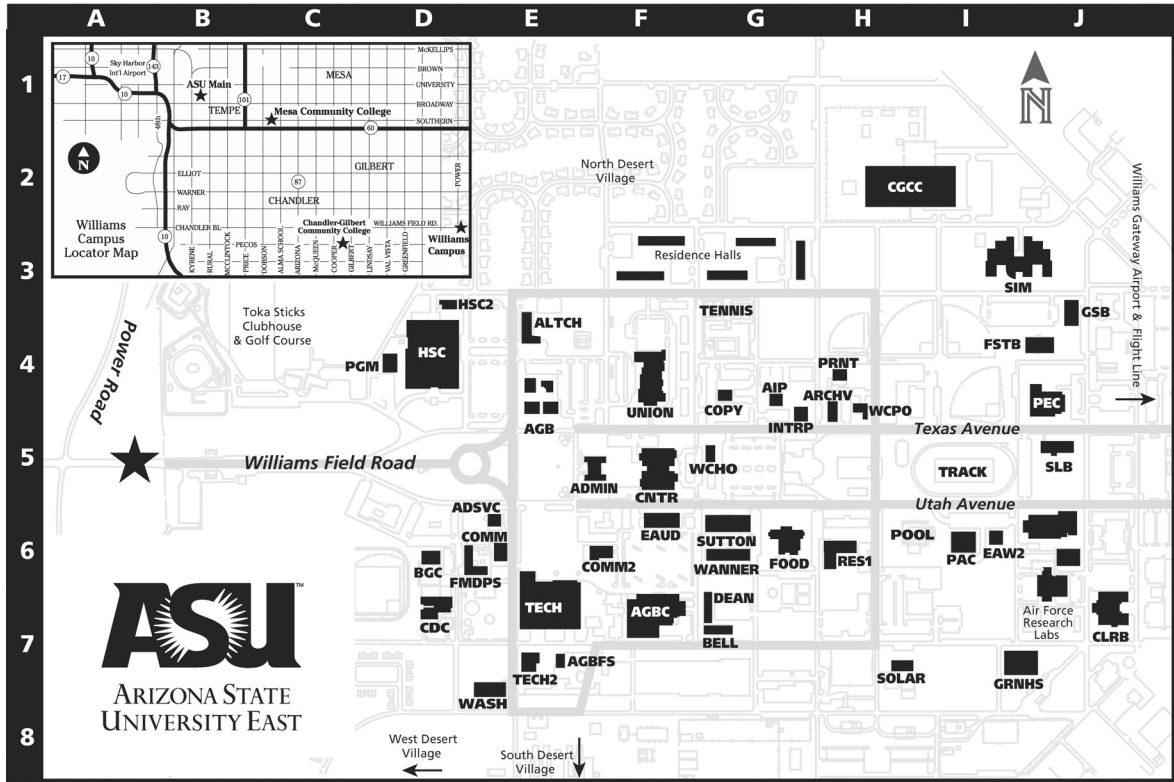 A B C D E F G H I J
1
2
3
4
5
6
7
8
McKELLIPS
BROWN
UNIVERSITY
BROADWAY
SOUTHERN
Sky Harbor
Int'l Airport
10
143
17
10
ASU Main
TEMPE
101
MESA
Mesa Community College
60
48th
N
ELLIOT
WARNER
RAY
CHANDLER BL
GILBERT
87
CHANDLER
POWER
Chandler-Gilbert
Community College
WILLIAMS FIELD RD.
Williams
Campus
10
PECOS
KYRENE
RURAL
McCLINTOCK
PRICE
DOBSON
ALMA SCHOOL
ARIZONA
McQUEEN
COOPER
GILBERT
LINDSAY
VAL VISTA
GREENFIELD
Williams
Campus
Locator Map
N
North Desert
Village
CGCC
Williams Gateway Airport & Flight Line
Residence Halls
SIM
HSC2
Toka Sticks
Clubhouse
& Golf Course
ALTCH
TENNIS
GSB
FSTB
Power Road
HSC
PGM
PRNT
AIP
ARCHV
UNION
COPY
WCPO
PEC
INTRP
AGB
Texas Avenue
Williams Field Road
WCHO
TRACK
SLB
ADMIN
CNTR
Utah Avenue
ADSVC
COMM
EAUD
SUTTON
POOL
BGC
COMM2
WANNER
FOOD
RES1
PAC
EAW2
FMDPS
DEAN
TECH
AGBC
Air Force
Research
Labs
CDC
BELL
CLRB
AGBFS
TECH2
SOLAR
GRNHS
WASH
ASU™
ARIZONA STATE
UNIVERSITY EAST
West Desert
Village
South Desert
Village